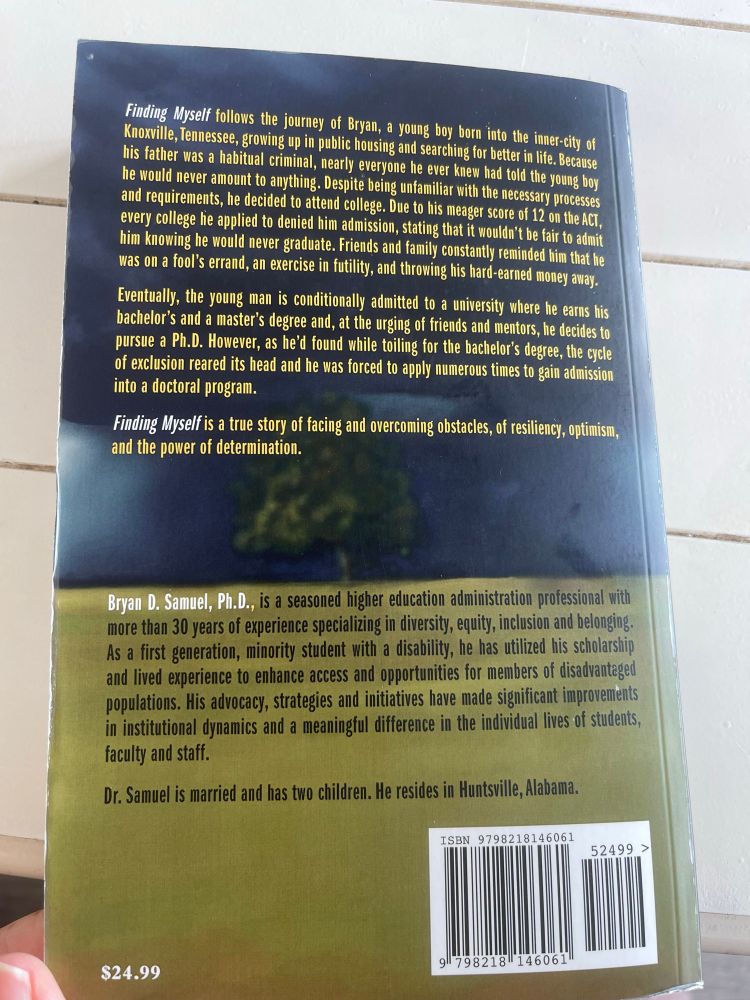 Finding Myself follows the journey of Bryan, a young boy born into the inner-city of
Knoxville, Tennessee, growing up in public housing and searching for better in life. Because
his father was a habitual criminal, nearly everyone he ever knew had told the young boy
he would never amount to anything. Despite being unfamiliar with the necessary processes
and requirements, he decided to attend college. Due to his meager score of 12 on the ACT,
every college he applied to denied him admission, stating that it wouldn't be fair to admit
him knowing he would never graduate. Friends and family constantly reminded him that he
was on a fool's errand, an exercise in futility, and throwing his hard-earned money away.
Eventually, the young man is conditionally admitted to a university where he earns his
bachelor's and a master's degree and, at the urging of friends and mentors, he decides to
pursue a Ph.D. However, as he'd found while toiling for the bachelor's degree, the cycle
of exclusion reared its head and he was forced to apply numerous times to gain admission
into a doctoral program.
Finding Myself is a true story of facing and overcoming obstacles, of resiliency, optimism,
and the power of determination.
Bryan D. Samuel, Ph.D., is a seasoned higher education administration professional with
more than 30 years of experience specializing in diversity, equity, inclusion and belonging.
As a first generation, minority student with a disability, he has utilized his scholarship
and lived experience to enhance access and opportunities for members of disadvantaged
populations. His advocacy, strategies and initiatives have made significant improvements
in institutional dynamics and a meaningful difference in the individual lives of students,
faculty and staff.
Dr. Samuel is married and has two children. He resides in Huntsville, Alabama.
ISBN 9798218146061
52499 >
9 798218 146061
$24.99